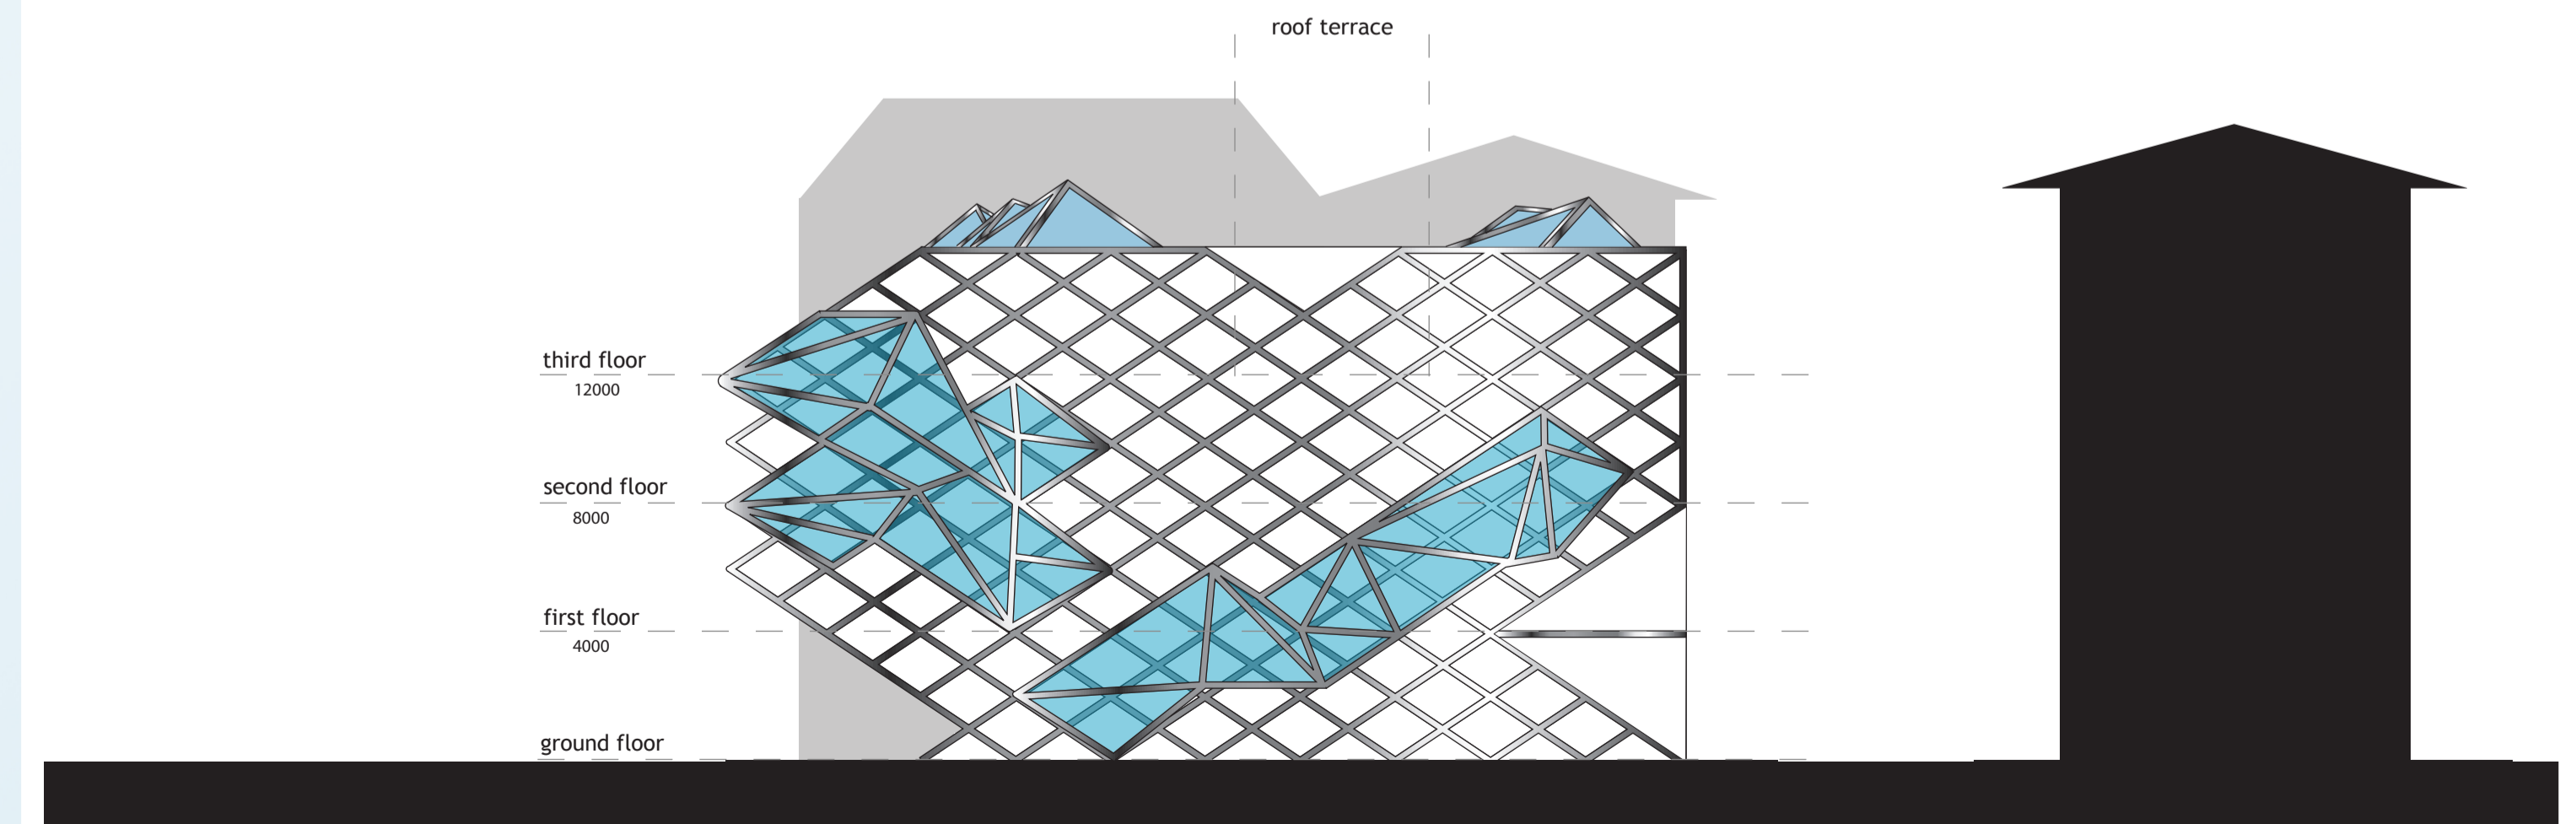 roof terrace
third floor
12000
second floor
8000
first floor
4000
ground floor